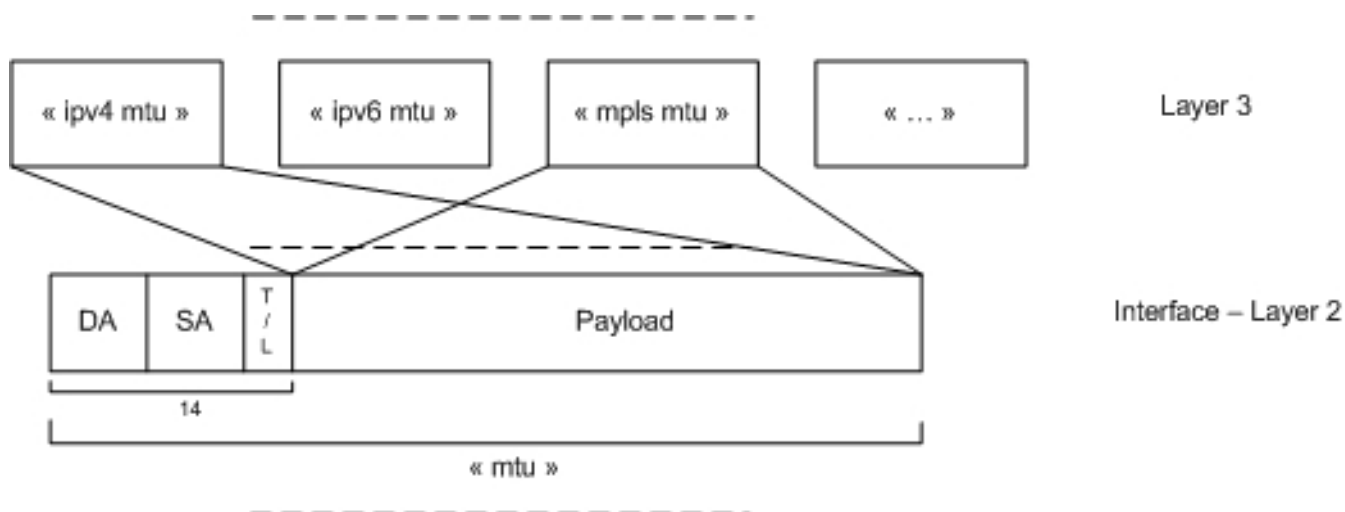 « ipv4 mtu » « ipv6 mtu » « mpls mtu » « … » Layer 3
DA SA T / L Payload Interface – Layer 2
14
« mtu »